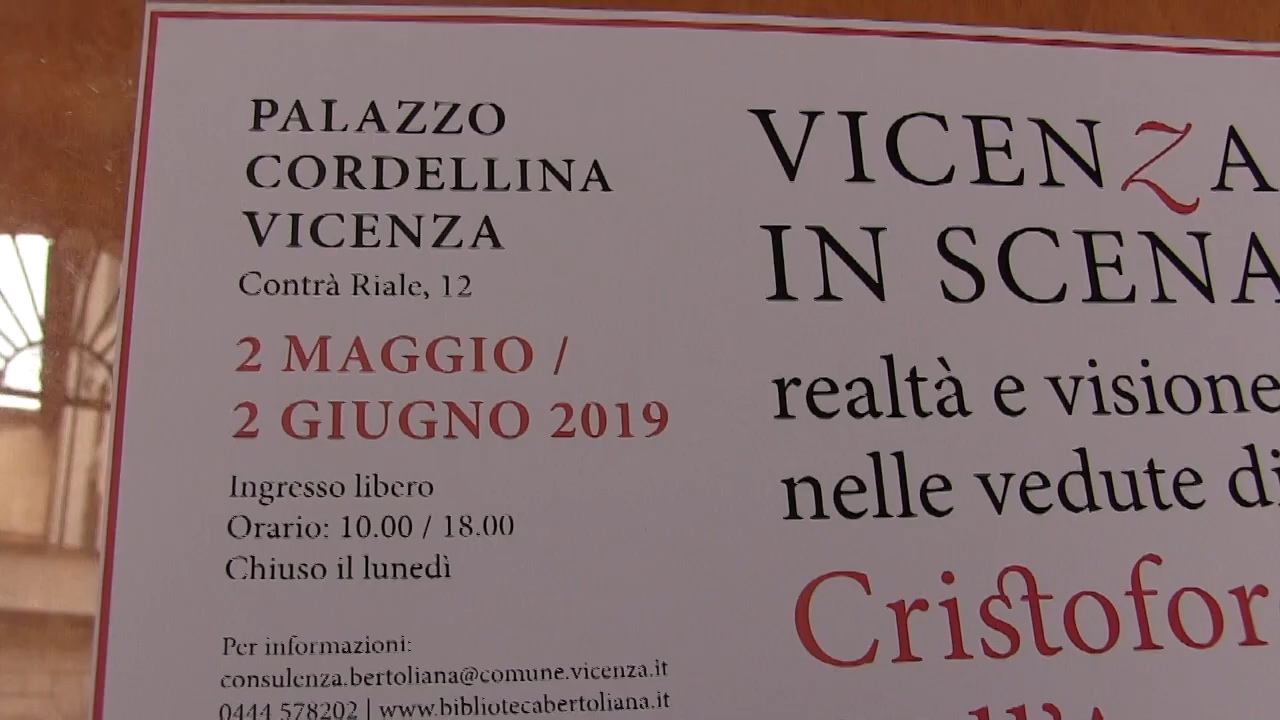 PALAZZO
CORDELLINA
VICENZA
Contrà Riale, 12
2 MAGGIO /
2 GIUGNO 2019
Ingresso libero
Orario: 10.00 / 18.00
Chiuso il lunedì
Per informazioni:
consulenza.bertoliana@comune.vicenza.it
0444 578202 | www.bibliotecabertoliana.it
VICENZA
IN SCENA
realtà e visione
nelle vedute di
Cristofor